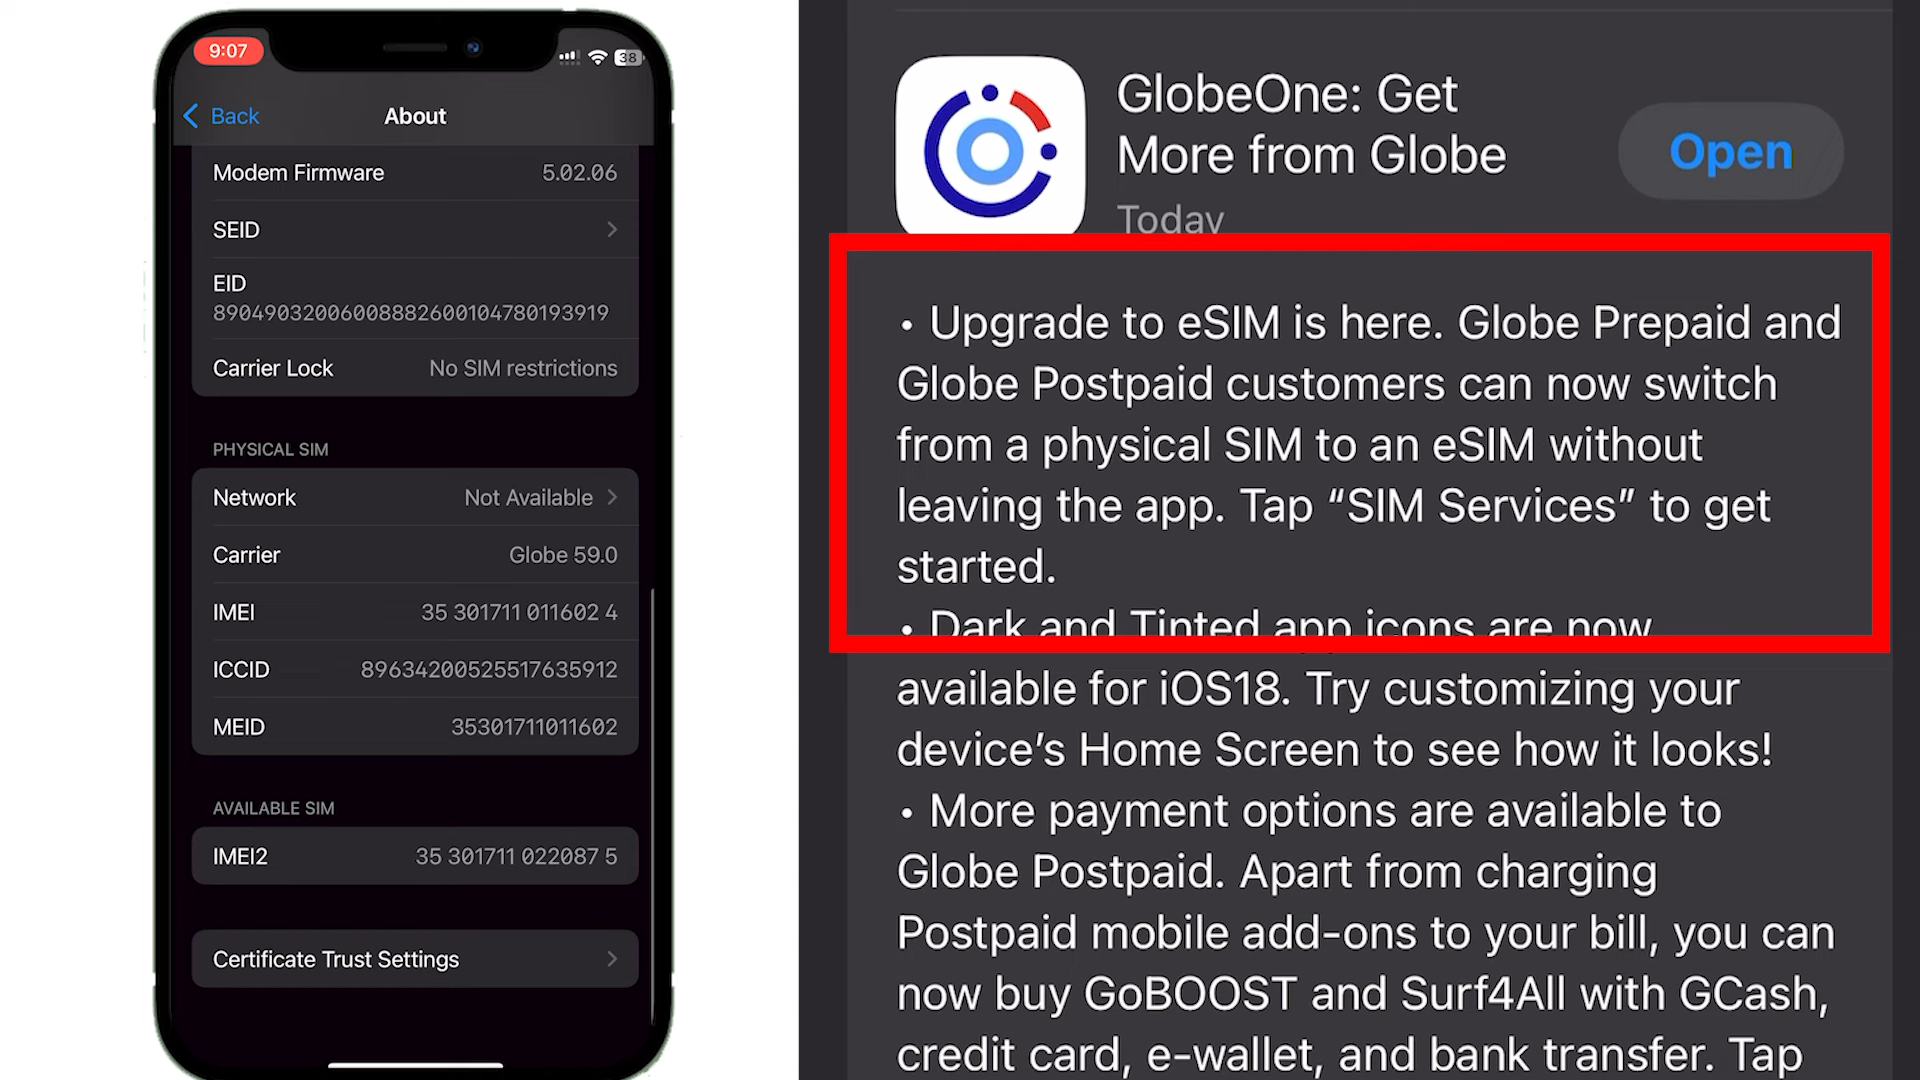 9:07
38
Back
About
Modem Firmware 5.02.06
SEID
EID
89049032006008882600104780193919
Carrier Lock No SIM restrictions
PHYSICAL SIM
Network Not Available
Carrier Globe 59.0
IMEI 35 301711 011602 4
ICCID 89634200525517635912
MEID 35301711011602
AVAILABLE SIM
IMEI2 35 301711 022087 5
Certificate Trust Settings
GlobeOne: Get
More from Globe
Open
Today
• Upgrade to eSIM is here. Globe Prepaid and
Globe Postpaid customers can now switch
from a physical SIM to an eSIM without
leaving the app. Tap “SIM Services” to get
started.
• Dark and Tinted app icons are now
available for iOS18. Try customizing your
device’s Home Screen to see how it looks!
• More payment options are available to
Globe Postpaid. Apart from charging
Postpaid mobile add-ons to your bill, you can
now buy GoBOOST and Surf4All with GCash,
credit card, e-wallet, and bank transfer. Tap